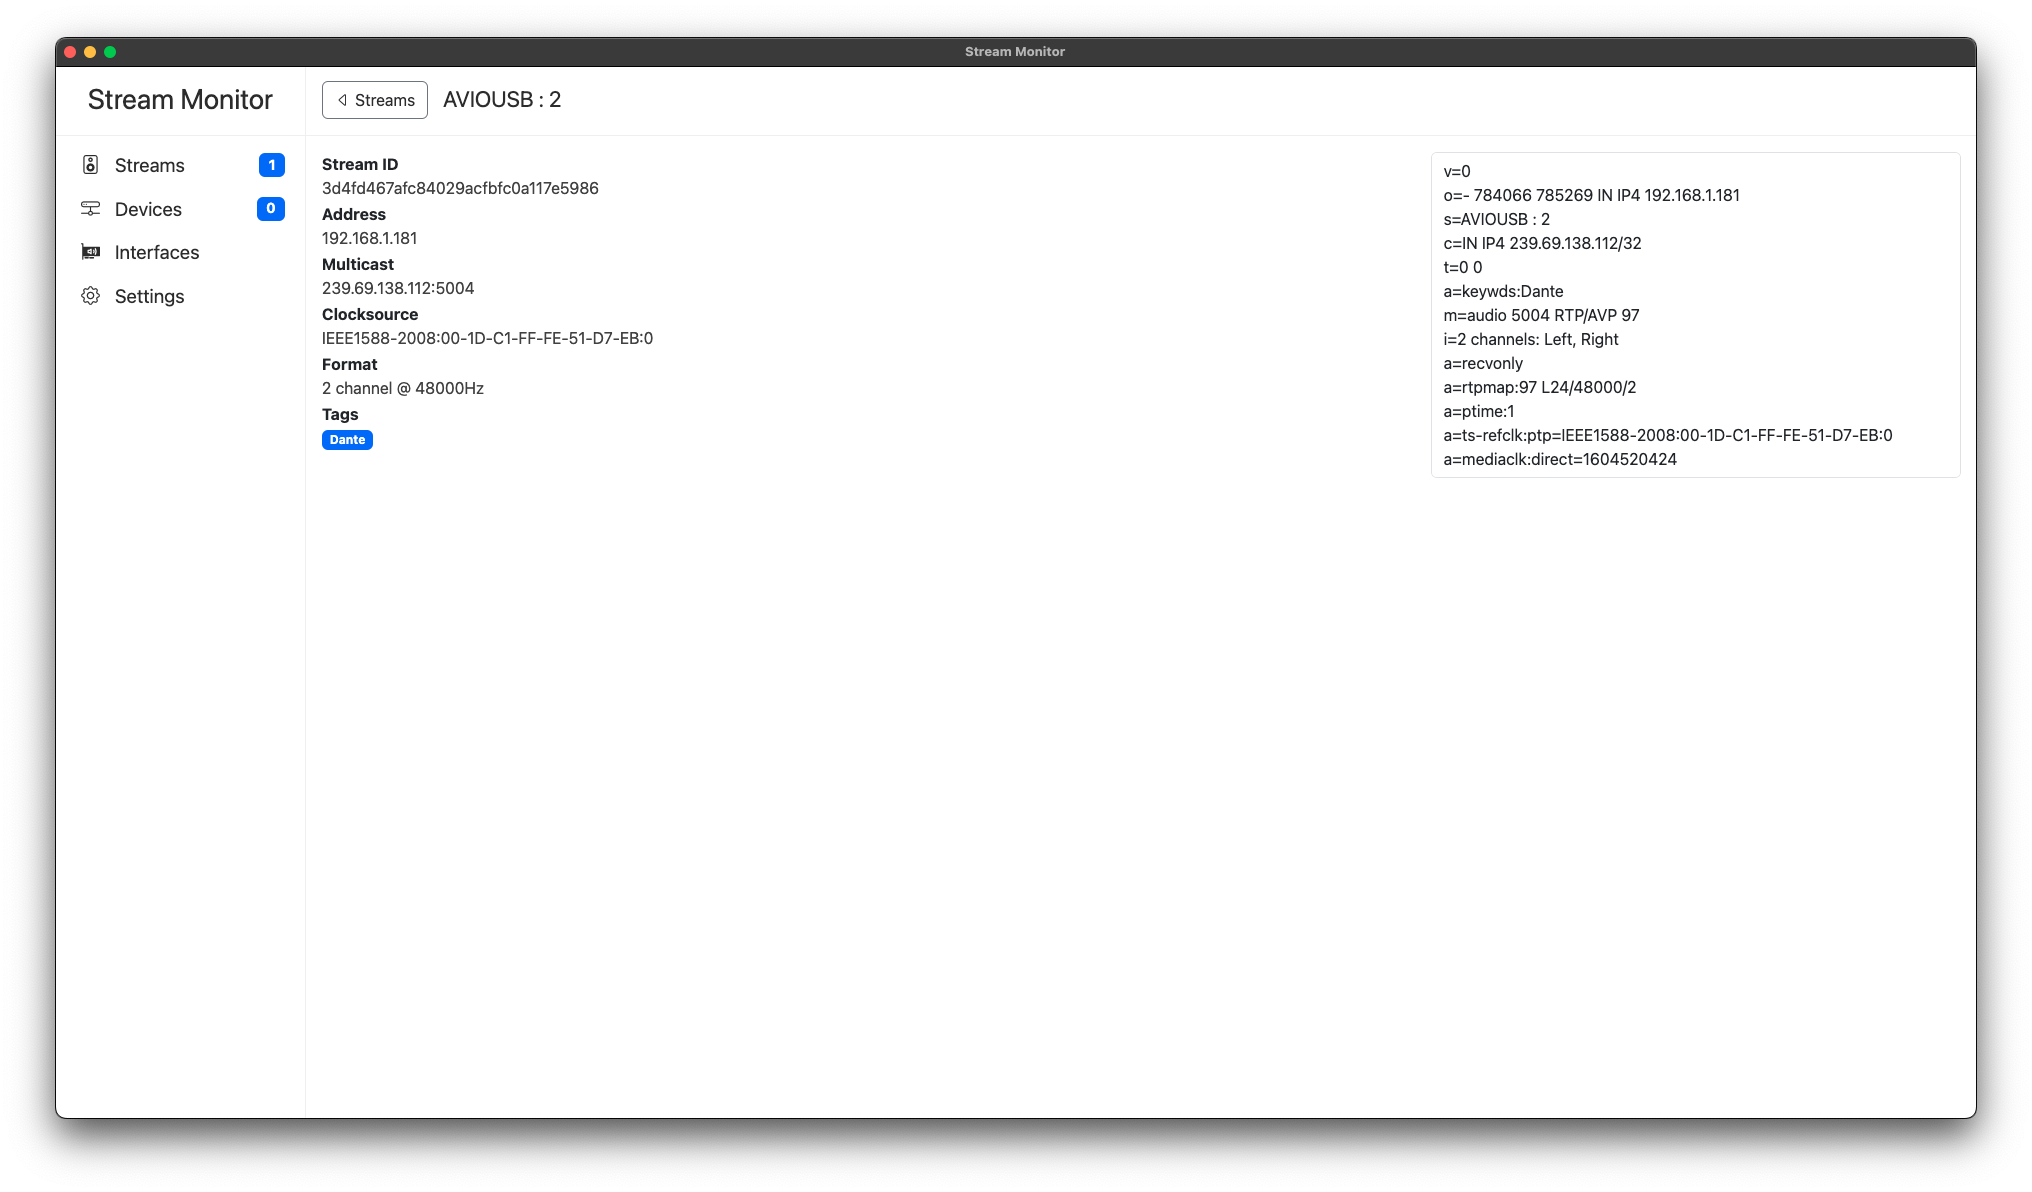 Stream Monitor
Stream Monitor
Streams
AVIOUSB : 2
Streams 1
Devices 0
Interfaces
Settings
Stream ID
3d4fd467afc84029acfbfc0a117e5986
Address
192.168.1.181
Multicast
239.69.138.112:5004
Clocksource
IEEE1588-2008:00-1D-C1-FF-FE-51-D7-EB:0
Format
2 channel @ 48000Hz
Tags
Dante
v=0
o=- 784066 785269 IN IP4 192.168.1.181
s=AVIOUSB : 2
c=IN IP4 239.69.138.112/32
t=0 0
a=keywds:Dante
m=audio 5004 RTP/AVP 97
i=2 channels: Left, Right
a=recvonly
a=rtpmap:97 L24/48000/2
a=ptime:1
a=ts-refclk:ptp=IEEE1588-2008:00-1D-C1-FF-FE-51-D7-EB:0
a=mediaclk:direct=1604520424